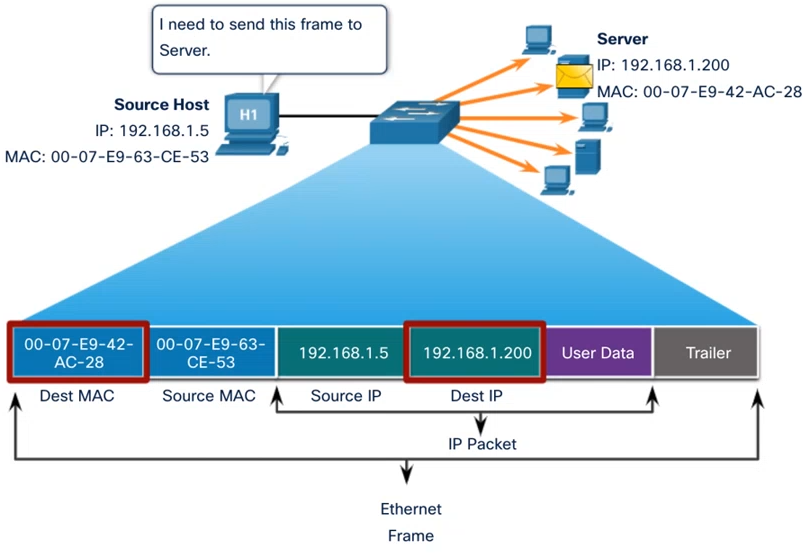 I need to send this frame to
Server.
Server
IP: 192.168.1.200
MAC: 00-07-E9-42-AC-28
Source Host
IP: 192.168.1.5
MAC: 00-07-E9-63-CE-53
H1
00-07-E9-42-
AC-28
00-07-E9-63-
CE-53
192.168.1.5
192.168.1.200
User Data
Trailer
Dest MAC
Source MAC
Source IP
Dest IP
IP Packet
Ethernet
Frame